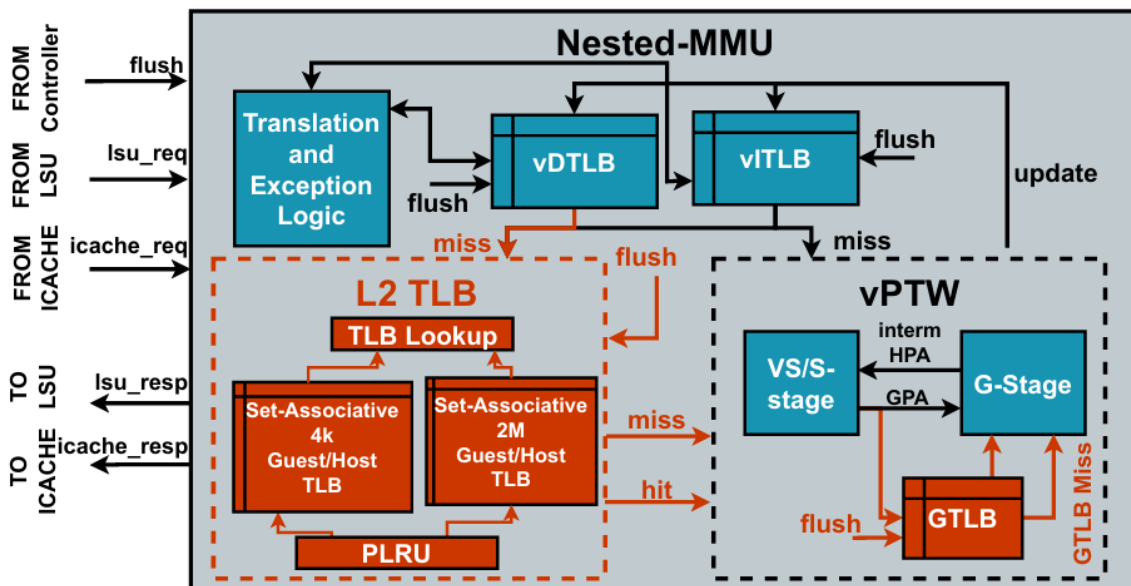 Nested-MMU
FROM
Controller
flush
FROM
LSU
lsu_req
FROM
ICACHE
icache_req
TO
LSU
lsu_resp
TO
ICACHE
icache_resp
Translation
and
Exception
Logic
vDTLB
flush
vITLB
flush
update
miss
miss
flush
L2 TLB
TLB Lookup
Set-Associative
4k
Guest/Host
TLB
Set-Associative
2M
Guest/Host
TLB
PLRU
miss
hit
vPTW
VS/S-
stage
interm
HPA
GPA
G-Stage
GTLB
flush
GTLB Miss